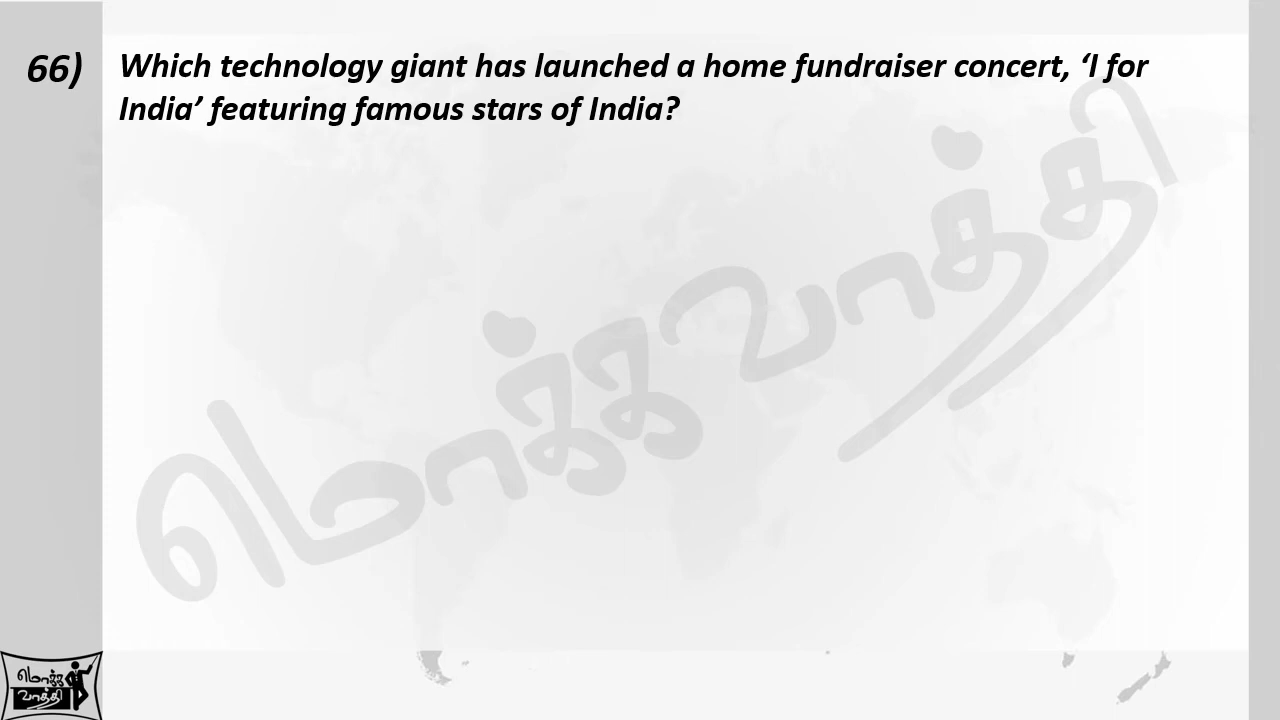 66) Which technology giant has launched a home fundraiser concert, ‘I for
India’ featuring famous stars of India?
மொக்க வாத்தி
மொக்க
வாத்தி